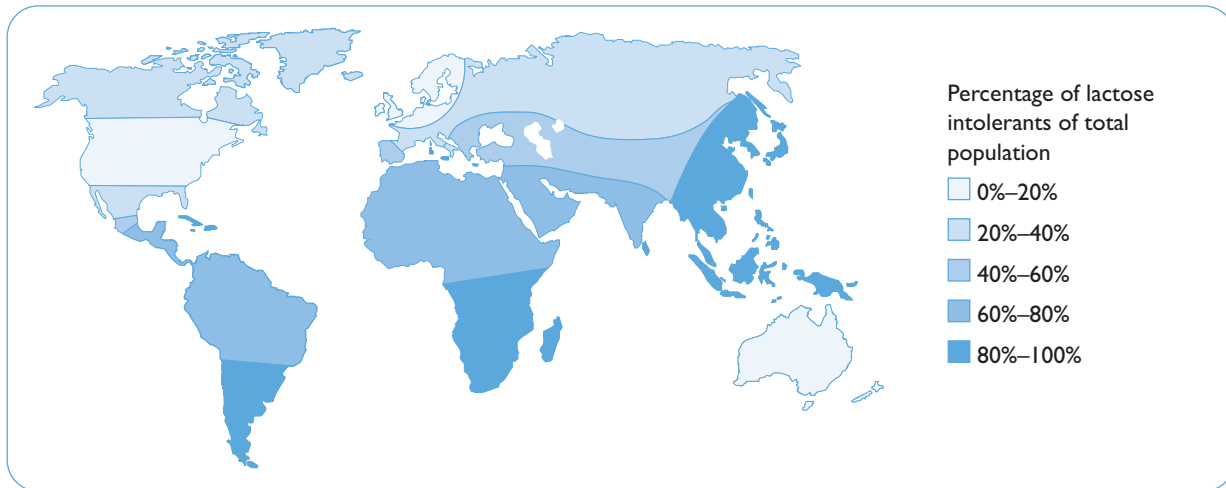 Percentage of lactose
intolerants of total
population
0%–20%
20%–40%
40%–60%
60%–80%
80%–100%